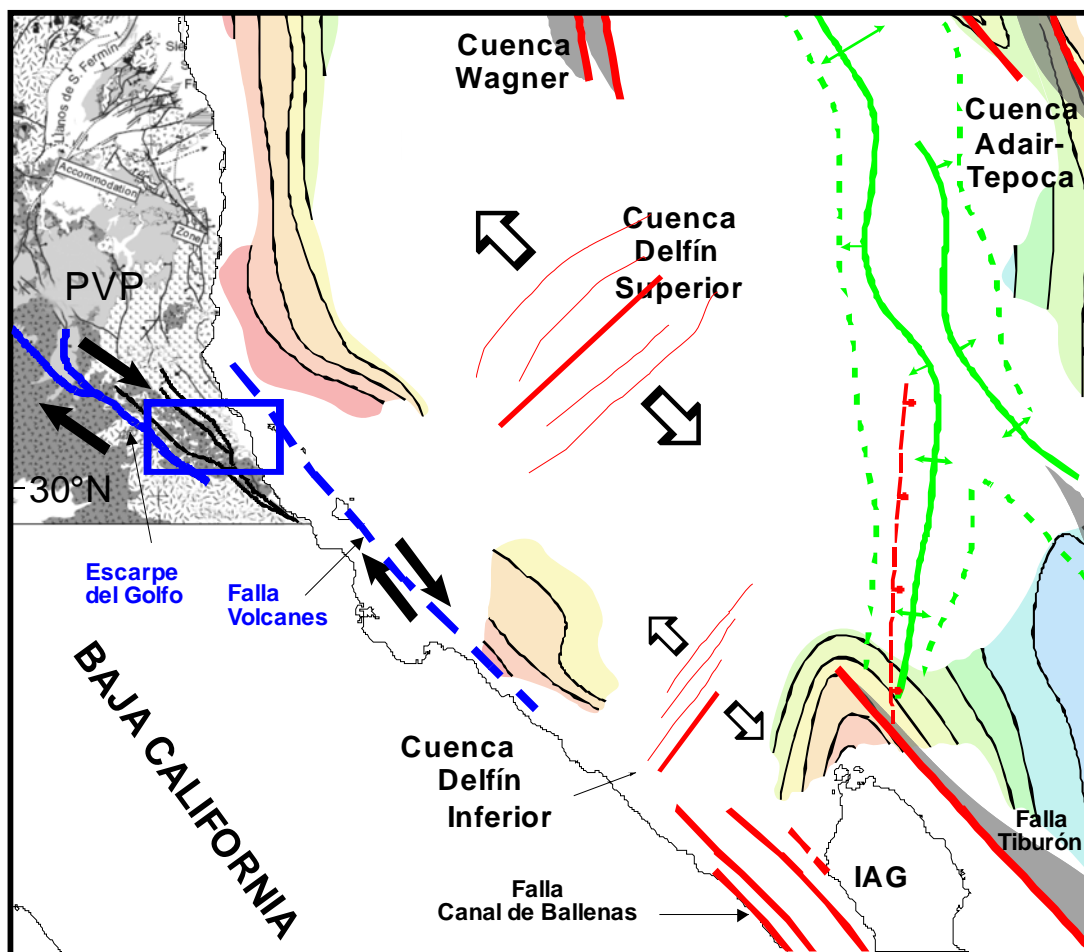 Cuenca
Wagner
Llanos de S. Fermín
Accommodation
Zone
Cuenca
Adair-
Tepoca
Cuenca
Delfín
Superior
PVP
30°N
Escarpe
del Golfo
Falla
Volcanes
BAJA CALIFORNIA
Cuenca
Delfín
Inferior
Falla
Tiburón
IAG
Falla
Canal de Ballenas